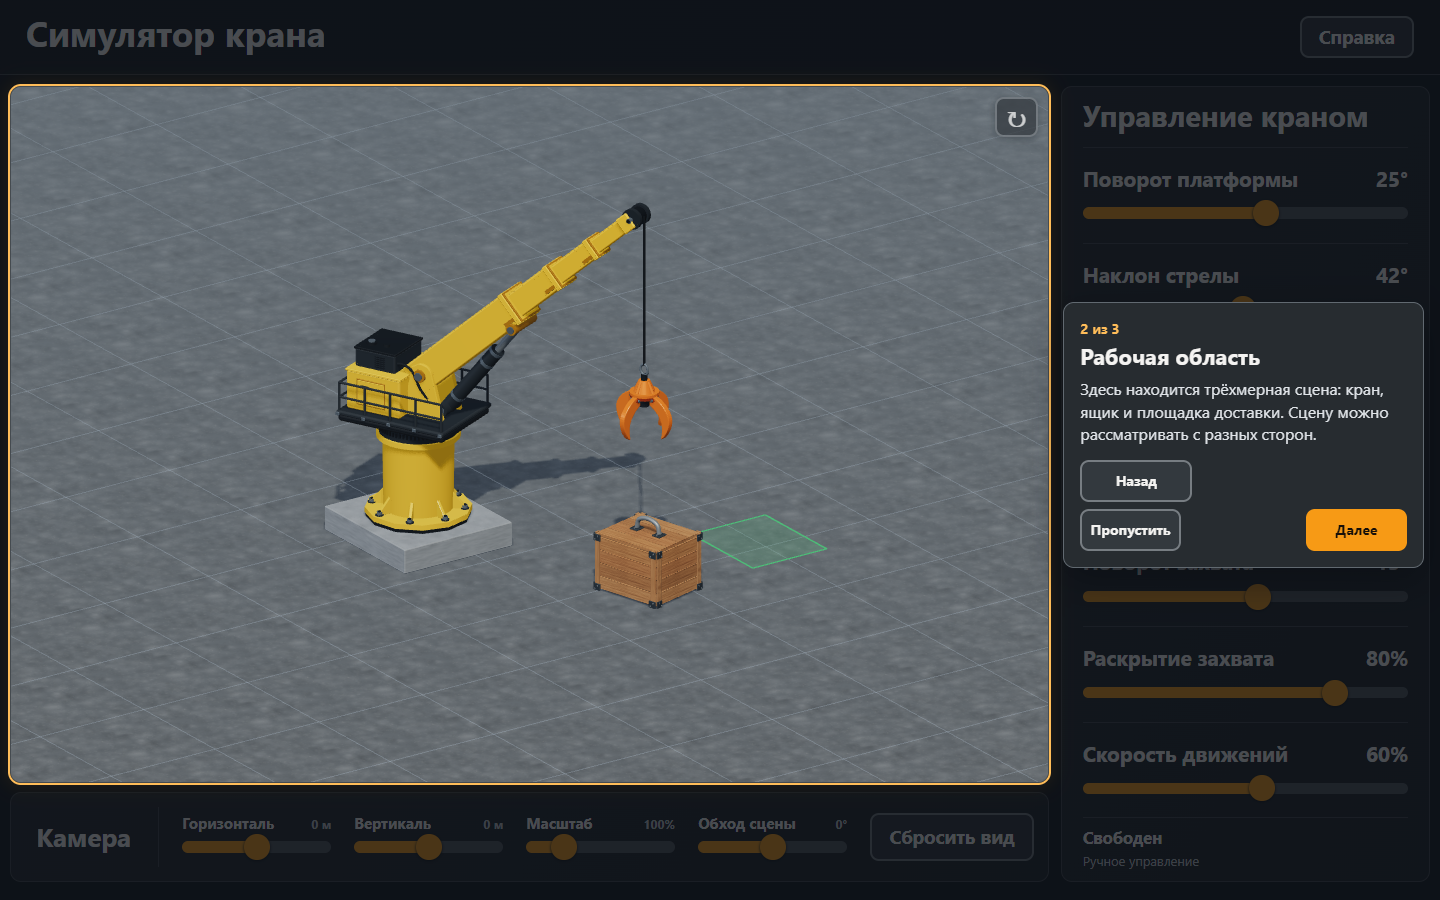 Симулятор крана
Справка
↻
Управление краном
Поворот платформы 25°
Наклон стрелы 42°
2 из 3
Рабочая область
Здесь находится трёхмерная сцена: кран,
ящик и площадка доставки. Сцену можно
рассматривать с разных сторон.
Назад
Пропустить
Далее
Раскрытие захвата 80%
Скорость движений 60%
Свободен
Ручное управление
Камера
Горизонталь 0 м
Вертикаль 0 м
Масштаб 100%
Обход сцены 0°
Сбросить вид